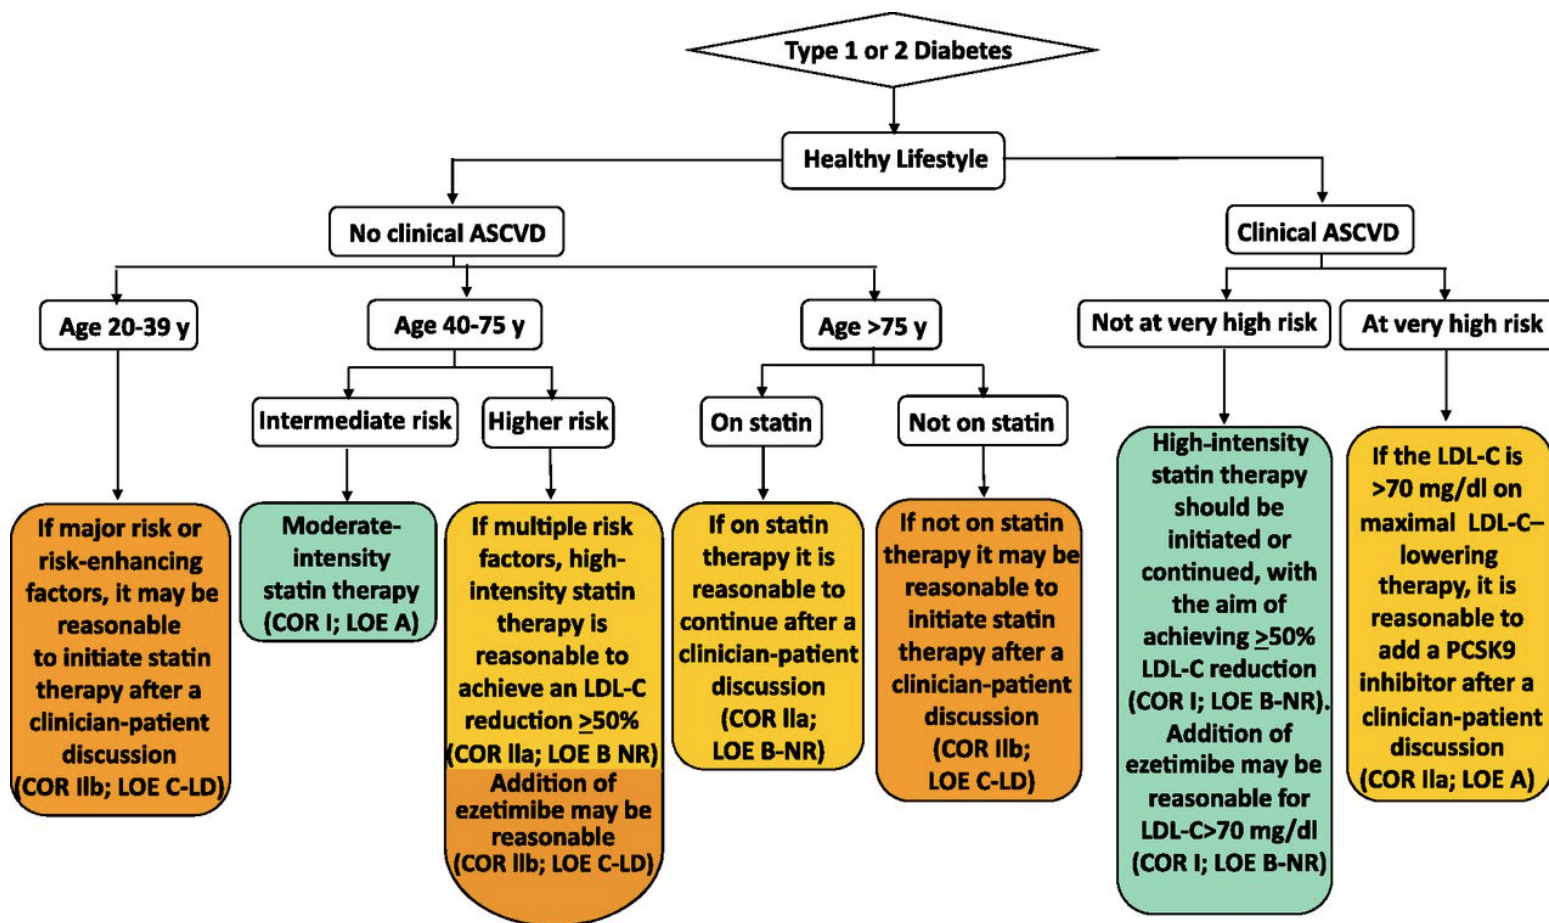 Type 1 or 2 Diabetes
Healthy Lifestyle
No clinical ASCVD
Clinical ASCVD
Age 20-39 y
Age 40-75 y
Age >75 y
Not at very high risk
At very high risk
Intermediate risk
Higher risk
On statin
Not on statin
If major risk or
risk-enhancing
factors, it may be
reasonable
to initiate statin
therapy after a
clinician-patient
discussion
(COR IIb; LOE C-LD)
Moderate-
intensity
statin therapy
(COR I; LOE A)
If multiple risk
factors, high-
intensity statin
therapy is
reasonable to
achieve an LDL-C
reduction ≥50%
(COR IIa; LOE B NR)
Addition of
ezetimibe may be
reasonable
(COR IIb; LOE C-LD)
If on statin
therapy it is
reasonable to
continue after a
clinician-patient
discussion
(COR IIa;
LOE B-NR)
If not on statin
therapy it may be
reasonable to
initiate statin
therapy after a
clinician-patient
discussion
(COR IIb;
LOE C-LD)
High-intensity
statin therapy
should be
initiated or
continued, with
the aim of
achieving ≥50%
LDL-C reduction
(COR I; LOE B-NR).
Addition of
ezetimibe may be
reasonable for
LDL-C>70 mg/dl
(COR I; LOE B-NR)
If the LDL-C is
>70 mg/dl on
maximal LDL-C–
lowering
therapy, it is
reasonable to
add a PCSK9
inhibitor after a
clinician-patient
discussion
(COR IIa; LOE A)